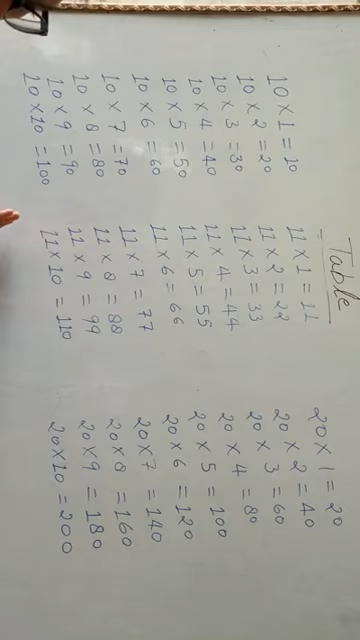 Table
10 × 1 = 10
10 × 2 = 20
10 × 3 = 30
10 × 4 = 40
10 × 5 = 50
10 × 6 = 60
10 × 7 = 70
10 × 8 = 80
10 × 9 = 90
10 × 10 = 100
11 × 1 = 11
11 × 2 = 22
11 × 3 = 33
11 × 4 = 44
11 × 5 = 55
11 × 6 = 66
11 × 7 = 77
11 × 8 = 88
11 × 9 = 99
11 × 10 = 110
20 × 1 = 20
20 × 2 = 40
20 × 3 = 60
20 × 4 = 80
20 × 5 = 100
20 × 6 = 120
20 × 7 = 140
20 × 8 = 160
20 × 9 = 180
20 × 10 = 200